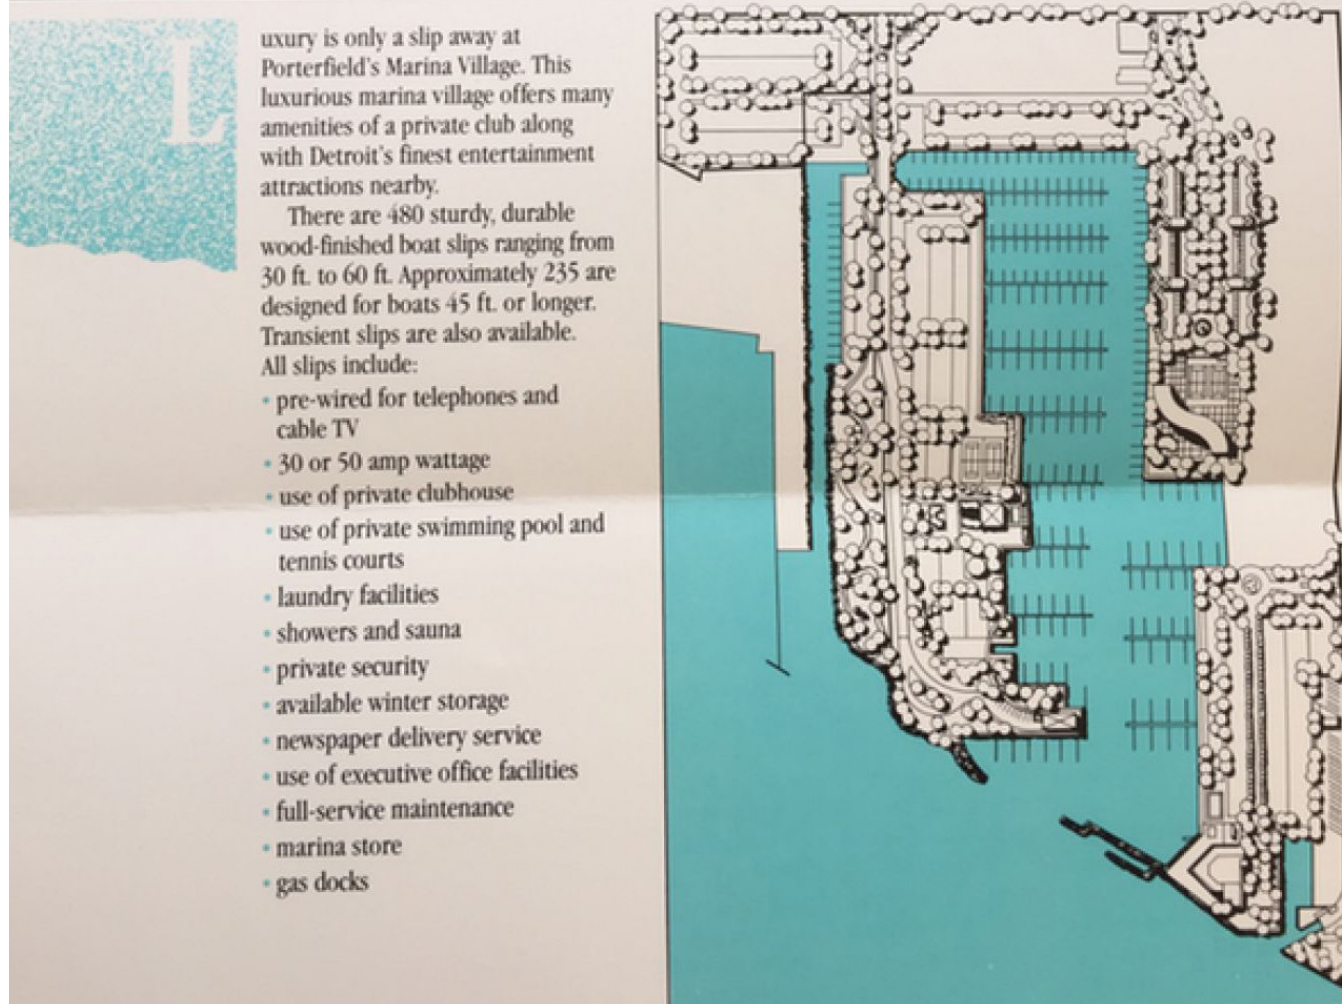 Luxury is only a slip away at
Porterfield's Marina Village. This
luxurious marina village offers many
amenities of a private club along
with Detroit's finest entertainment
attractions nearby.
There are 480 sturdy, durable
wood-finished boat slips ranging from
30 ft. to 60 ft. Approximately 235 are
designed for boats 45 ft. or longer.
Transient slips are also available.
All slips include:
• pre-wired for telephones and
cable TV
• 30 or 50 amp wattage
• use of private clubhouse
• use of private swimming pool and
tennis courts
• laundry facilities
• showers and sauna
• private security
• available winter storage
• newspaper delivery service
• use of executive office facilities
• full-service maintenance
• marina store
• gas docks